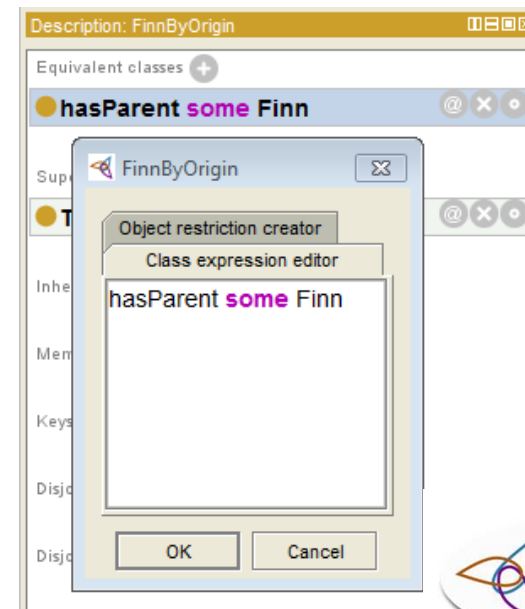 Description: FinnByOrigin
Equivalent classes
hasParent some Finn
FinnByOrigin
Object restriction creator
Class expression editor
hasParent some Finn
OK Cancel